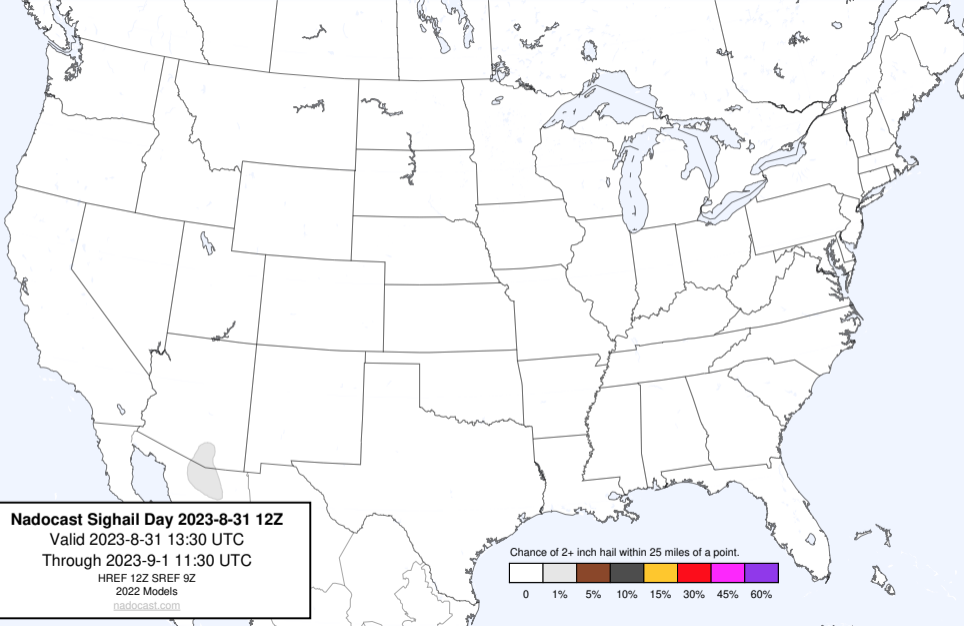 Nadocast Sighail Day 2023-8-31 12Z
Valid 2023-8-31 13:30 UTC
Through 2023-9-1 11:30 UTC
HREF 12Z SREF 9Z
2022 Models
nadocast.com
Chance of 2+ inch hail within 25 miles of a point.
0 1% 5% 10% 15% 30% 45% 60%